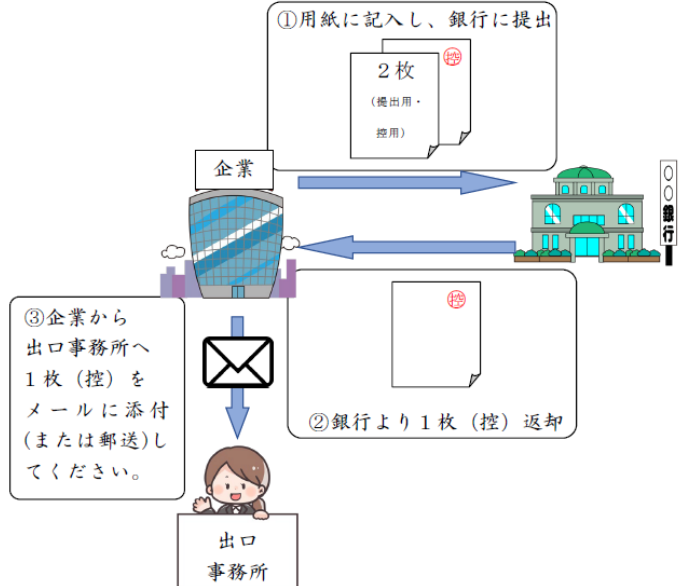 ①用紙に記入し、銀行に提出
控
２枚
（提出用・
控用）
企業
○○銀行
控
②銀行より１枚（控）返却
③企業から
出口事務所へ
１枚（控）を
メールに添付
(または郵送)し
てください。
出口
事務所